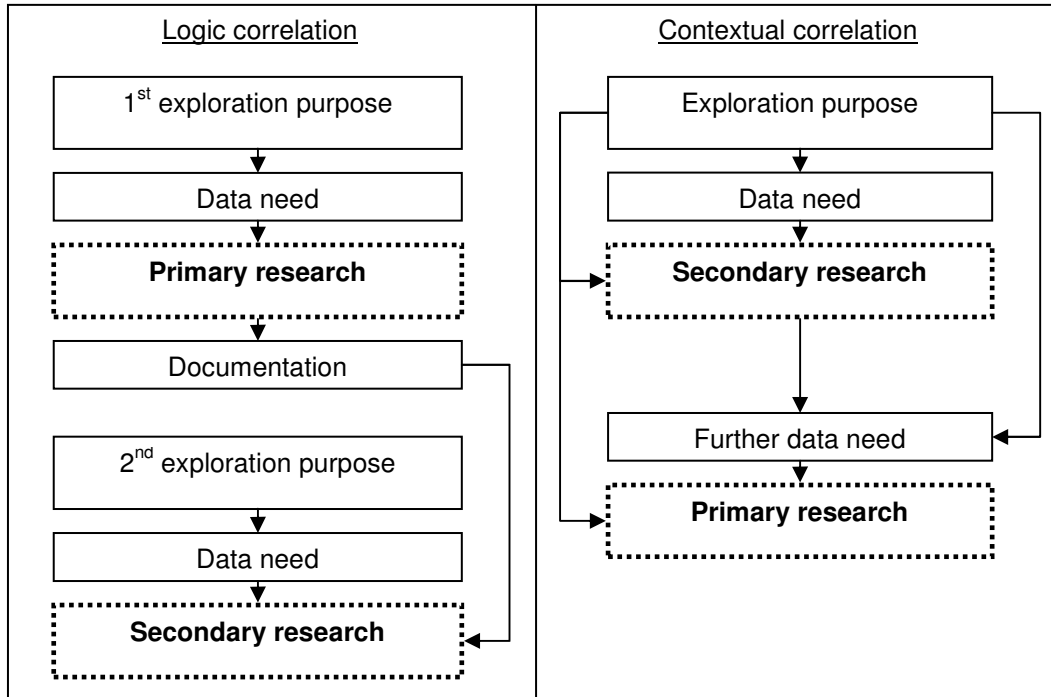 Logic correlation
1st exploration purpose
Data need
Primary research
Documentation
2nd exploration purpose
Data need
Secondary research
Contextual correlation
Exploration purpose
Data need
Secondary research
Further data need
Primary research